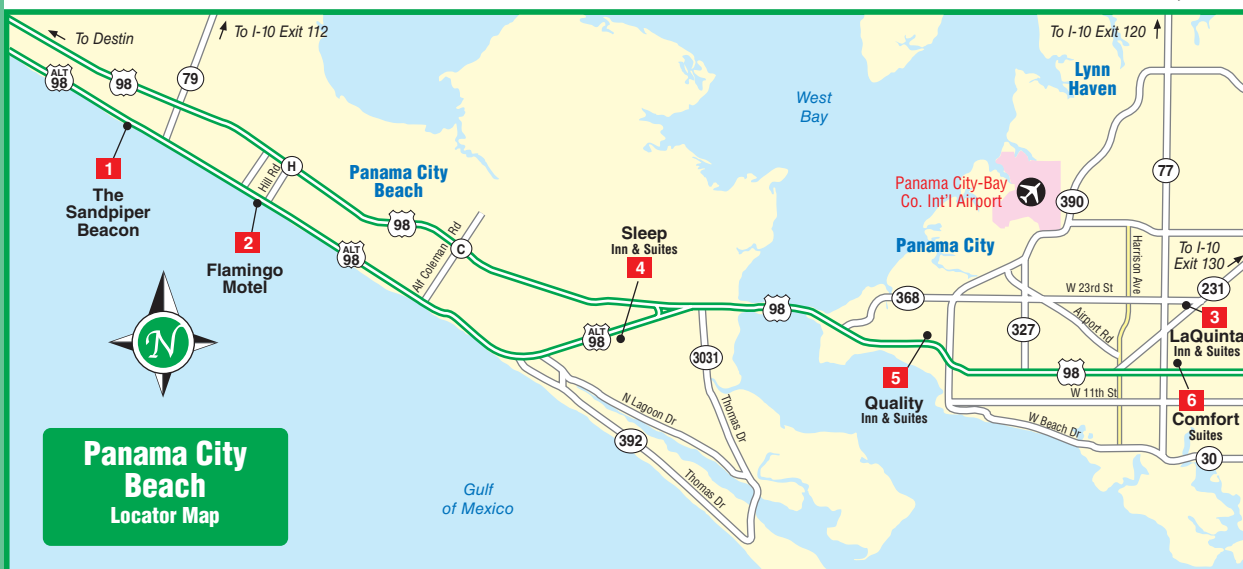 To Destin
To I-10 Exit 112
To I-10 Exit 120
ALT
98
98
79
Lynn
Haven
West
Bay
1
The
Sandpiper
Beacon
H
Hill Rd
Panama City
Beach
77
Panama City-Bay
Co. Int'l Airport
390
2
Flamingo
Motel
98
ALT
98
C
Alf Coleman Rd
Sleep
Inn & Suites
4
Panama City
Harrison Ave
To I-10
Exit 130
231
W 23rd St
368
98
3
LaQuinta
Inn & Suites
N
ALT
98
327
Airport Rd
3031
5
Quality
Inn & Suites
98
W 11th St
6
Comfort
Suites
N Lagoon Dr
Thomas Dr
392
W Beach Dr
30
Thomas Dr
Panama City
Beach
Locator Map
Gulf
of Mexico